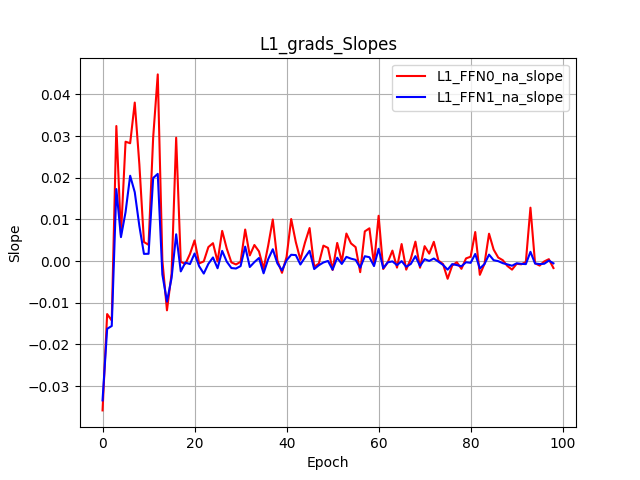 L1_grads_Slopes
L1_FFN0_na_slope
L1_FFN1_na_slope
Slope
0.04
0.03
0.02
0.01
0.00
−0.01
−0.02
−0.03
0 20 40 60 80 100
Epoch